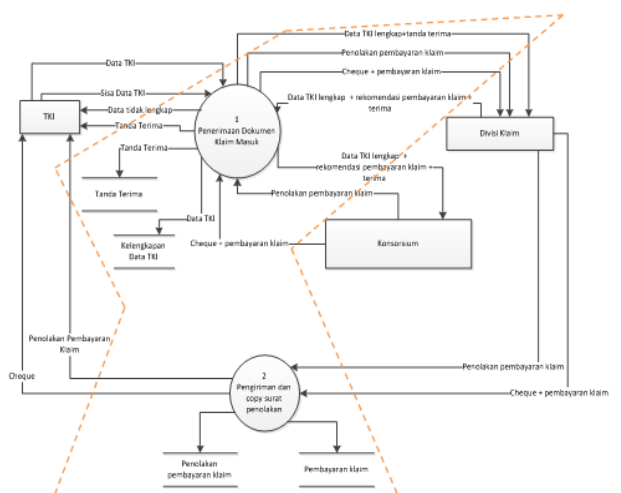 Data TKI lengkap+tanda terima
Penolakan pembayaran klaim
Data TKI
Cheque + pembayaran klaim
Sisa Data TKI
Data TKI lengkap + rekomendasi pembayaran klaim +
terima
Data tidak lengkap
TKI
1
Penerimaan Dokumen
Klaim Masuk
Tanda Terima
Divisi Klaim
Tanda Terima
Data TKI lengkap +
rekomendasi pembayaran klaim +
terima
Tanda Terima
Penolakan pembayaran klaim
Data TKI
Kelengkapan
Data TKI
Cheque + pembayaran klaim
Konsorsium
Penolakan Pembayaran
Klaim
Penolakan pembayaran klaim
Cheque
2
Pengiriman dan
copy surat
penolakan
Cheque + pembayaran klaim
Penolakan
pembayaran klaim
Pembayaran klaim